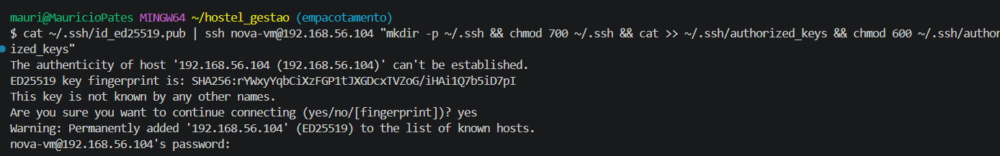 mauri@MauricioPates MINGW64 ~/hostel_gestao (empacotamento)
$ cat ~/.ssh/id_ed25519.pub | ssh nova-vm@192.168.56.104 "mkdir -p ~/.ssh && chmod 700 ~/.ssh && cat >> ~/.ssh/authorized_keys && chmod 600 ~/.ssh/author
ized_keys"
The authenticity of host '192.168.56.104 (192.168.56.104)' can't be established.
ED25519 key fingerprint is: SHA256:rYWxyYqbCiXzFGP1tJXGDcxTVZoG/iHAi1Q7b5iD7pI
This key is not known by any other names.
Are you sure you want to continue connecting (yes/no/[fingerprint])? yes
Warning: Permanently added '192.168.56.104' (ED25519) to the list of known hosts.
nova-vm@192.168.56.104's password: